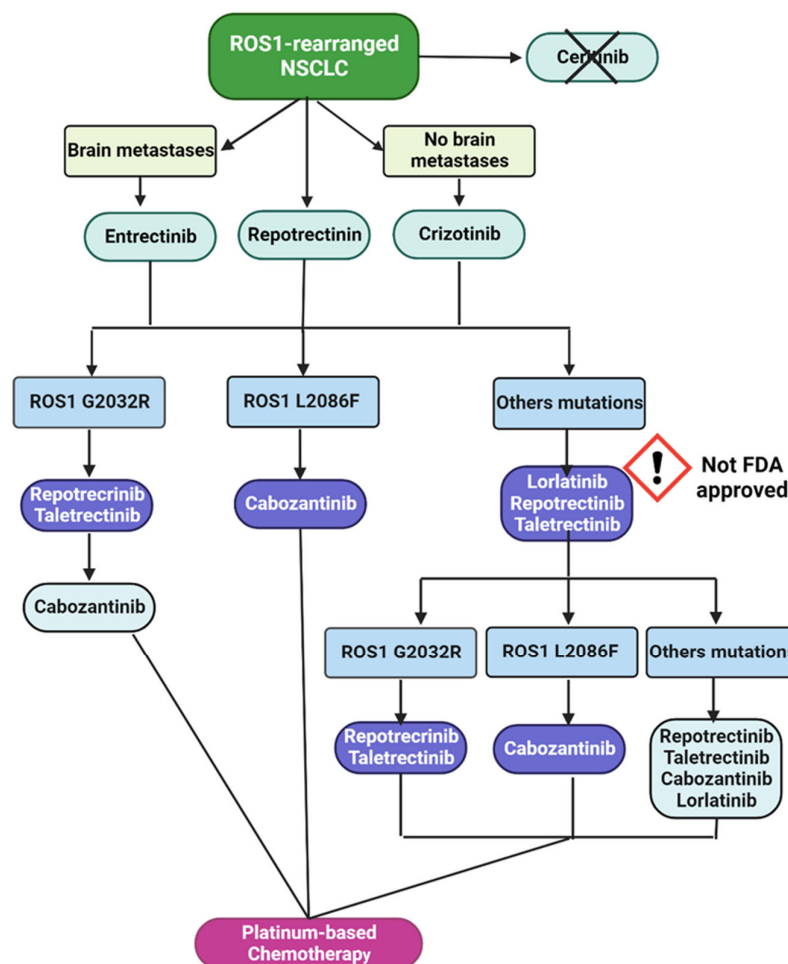 ROS1-rearranged
NSCLC
Ceritinib
Brain metastases
No brain
metastases
Entrectinib
Repotrectinin
Crizotinib
ROS1 G2032R
ROS1 L2086F
Others mutations
Repotrecrinib
Taletrectinib
Cabozantinib
Lorlatinib
Repotrectinib
Taletrectinib
!
Not FDA
approved
Cabozantinib
ROS1 G2032R
ROS1 L2086F
Others mutations
Repotrecrinib
Taletrectinib
Cabozantinib
Repotrectinib
Taletrectinib
Cabozantinib
Lorlatinib
Platinum-based
Chemotherapy